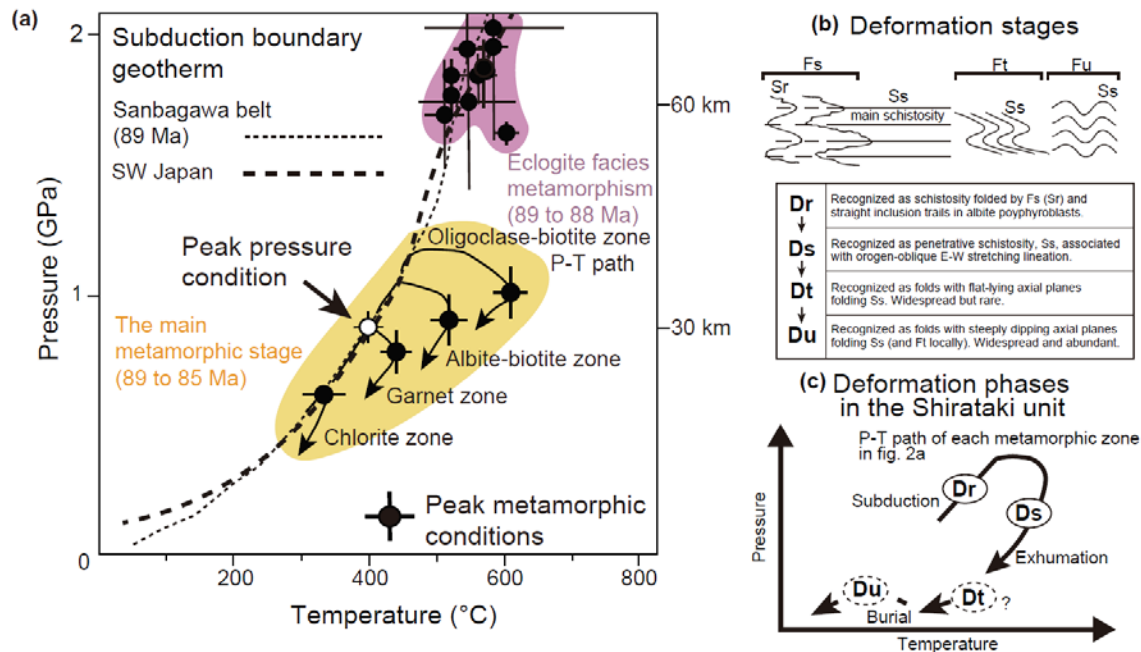 (a)
Subduction boundary
geotherm
Sanbagawa belt
(89 Ma)
SW Japan
Eclogite facies
metamorphism
(89 to 88 Ma)
Oligoclase-biotite zone
P-T path
Peak pressure
condition
The main
metamorphic stage
(89 to 85 Ma)
Albite-biotite zone
Garnet zone
Chlorite zone
Peak metamorphic
conditions
2
1
0
Pressure (GPa)
60 km
30 km
200
400
600
800
Temperature (°C)
(b) Deformation stages
Fs
Ft
Fu
Sr
Ss
main schistosity
Ss
Ss
Dr
Recognized as schistosity folded by Fs (Sr) and
straight inclusion trails in albite polyphyroblasts.
Ds
Recognized as penetrative schistosity, Ss, associated
with orogen-oblique E-W stretching lineation.
Dt
Recognized as folds with flat-lying axial planes
folding Ss. Widespread but rare.
Du
Recognized as folds with steeply dipping axial planes
folding Ss (and Ft locally). Widespread and abundant.
(c) Deformation phases
in the Shirataki unit
P-T path of each metamorphic zone
in fig. 2a
Subduction
Dr
Ds
Exhumation
Du
Dt
?
Burial
Pressure
Temperature